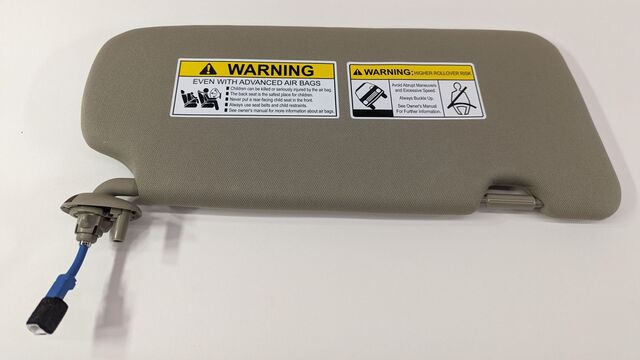 WARNING
EVEN WITH ADVANCED AIR BAGS
Children can be killed or seriously injured by the air bag.
The back seat is the safest place for children.
Never put a rear-facing child seat in the front.
Always use seat belts and child restraints.
See owner's manual for more information about air bags.
WARNING: HIGHER ROLLOVER RISK
Avoid Abrupt Maneuvers
and Excessive Speed.
Always Buckle Up.
See Owner's Manual
For Further Information.